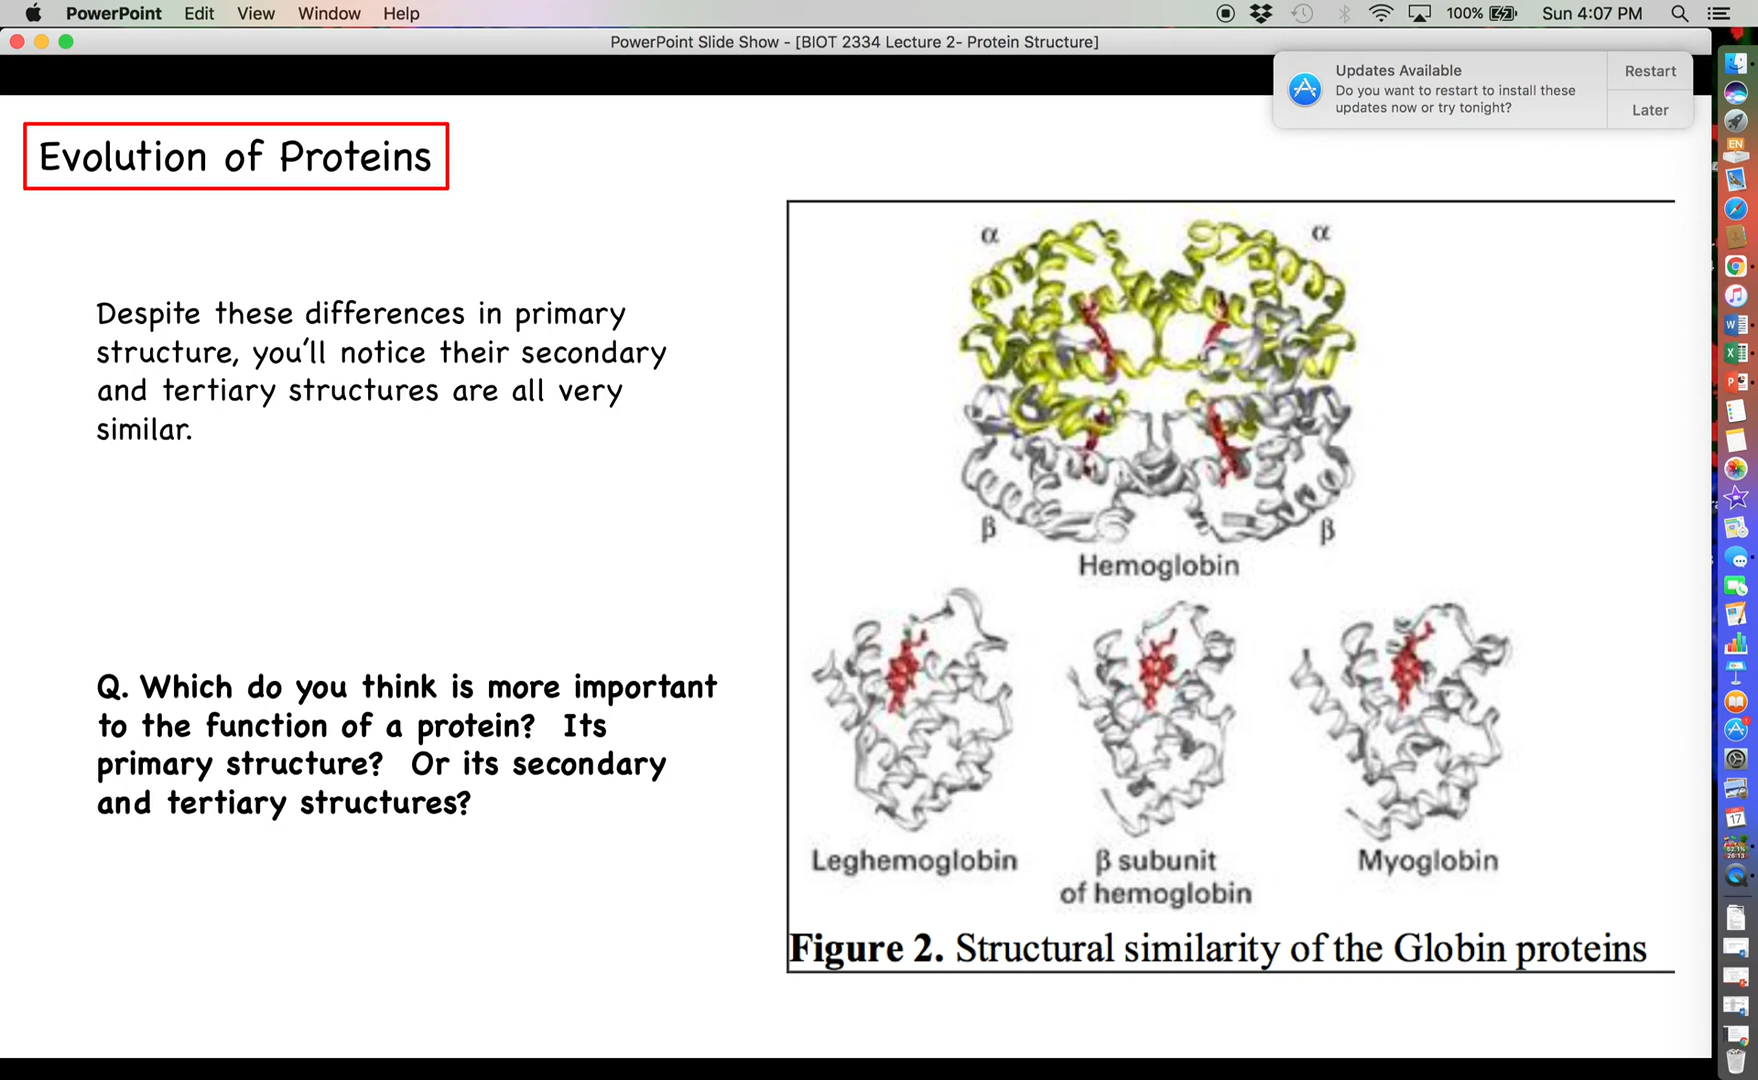 PowerPoint Edit View Window Help
100% Sun 4:07 PM
PowerPoint Slide Show - [BIOT 2334 Lecture 2- Protein Structure]
Updates Available
Do you want to restart to install these
updates now or try tonight?
Restart
Later
Evolution of Proteins
Despite these differences in primary
structure, you'll notice their secondary
and tertiary structures are all very
similar.
Q. Which do you think is more important
to the function of a protein? Its
primary structure? Or its secondary
and tertiary structures?
α α
β β
Hemoglobin
Leghemoglobin
β subunit
of hemoglobin
Myoglobin
Figure 2. Structural similarity of the Globin proteins
EN
17